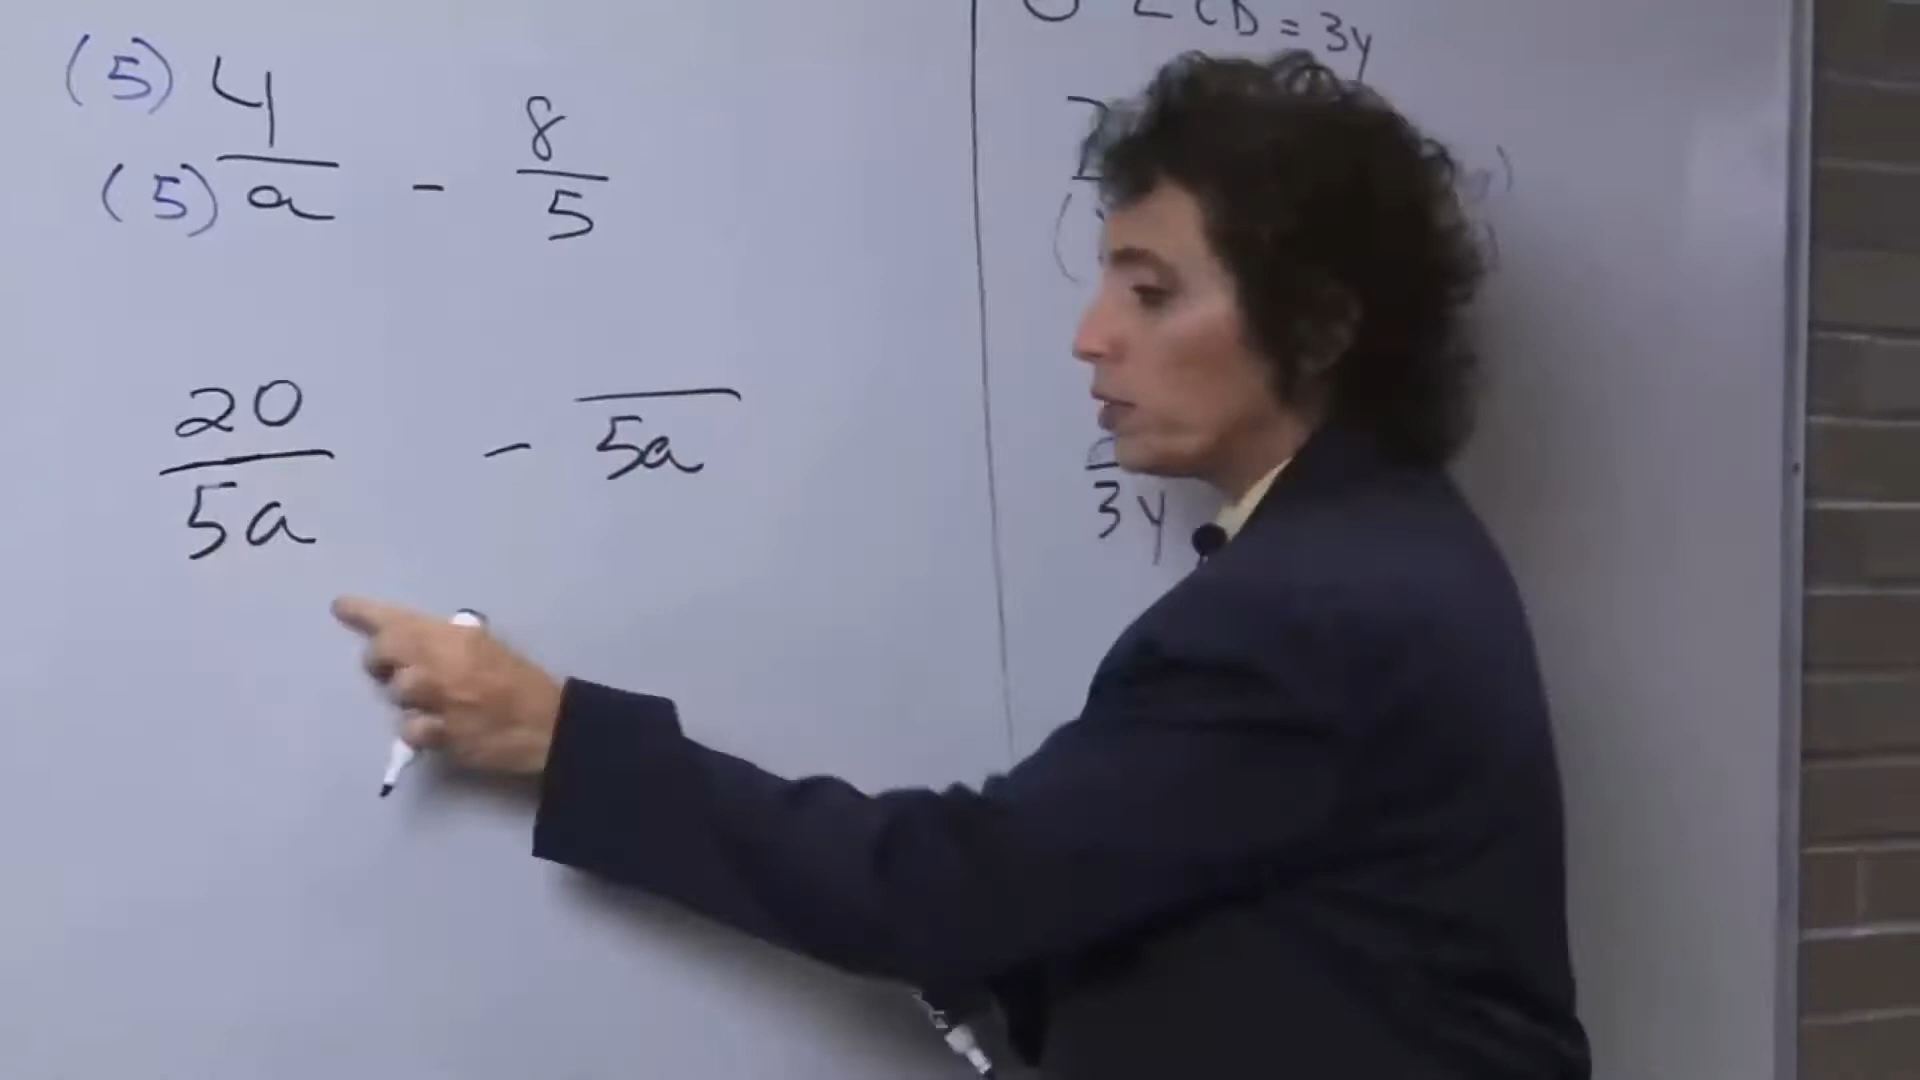 (5) 4 / (5) a - 8 / 5
20 / 5a - / 5a
LCD = 3y
3y